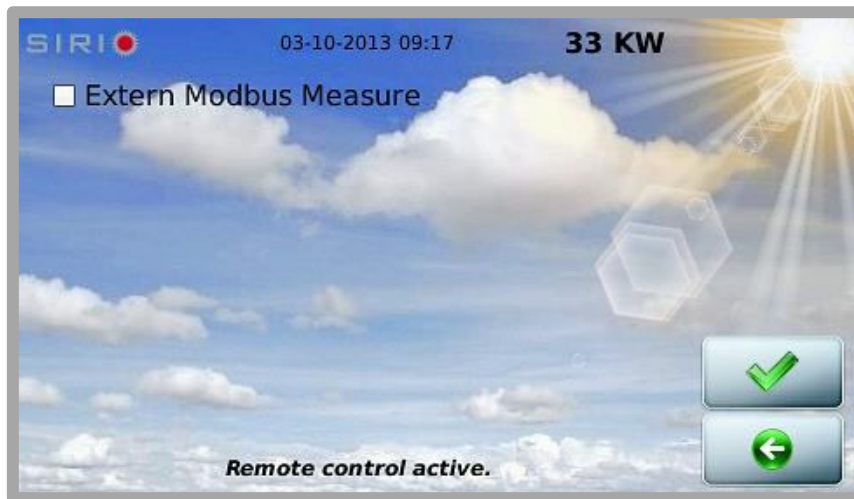 SIRIO 03-10-2013 09:17 33 KW
Extern Modbus Measure
Remote control active.